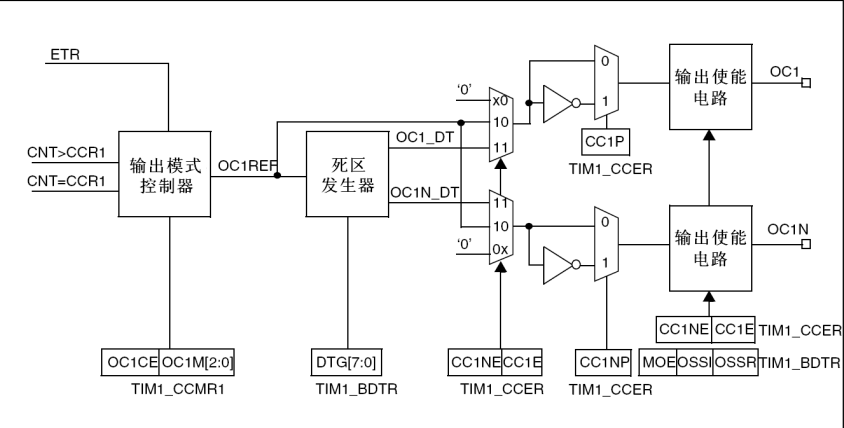 ETR
CNT>CCR1
CNT=CCR1
输出模式
控制器
OC1REF
死区
发生器
OC1_DT
OC1N_DT
'0'
x0
10
11
11
10
0x
'0'
0
1
CC1P
TIM1_CCER
0
1
输出使能
电路
OC1
输出使能
电路
OC1N
CC1NE CC1E TIM1_CCER
MOE OSSI OSSR TIM1_BDTR
OC1CE OC1M[2:0]
TIM1_CCMR1
DTG[7:0]
TIM1_BDTR
CC1NE CC1E
TIM1_CCER
CC1NP
TIM1_CCER